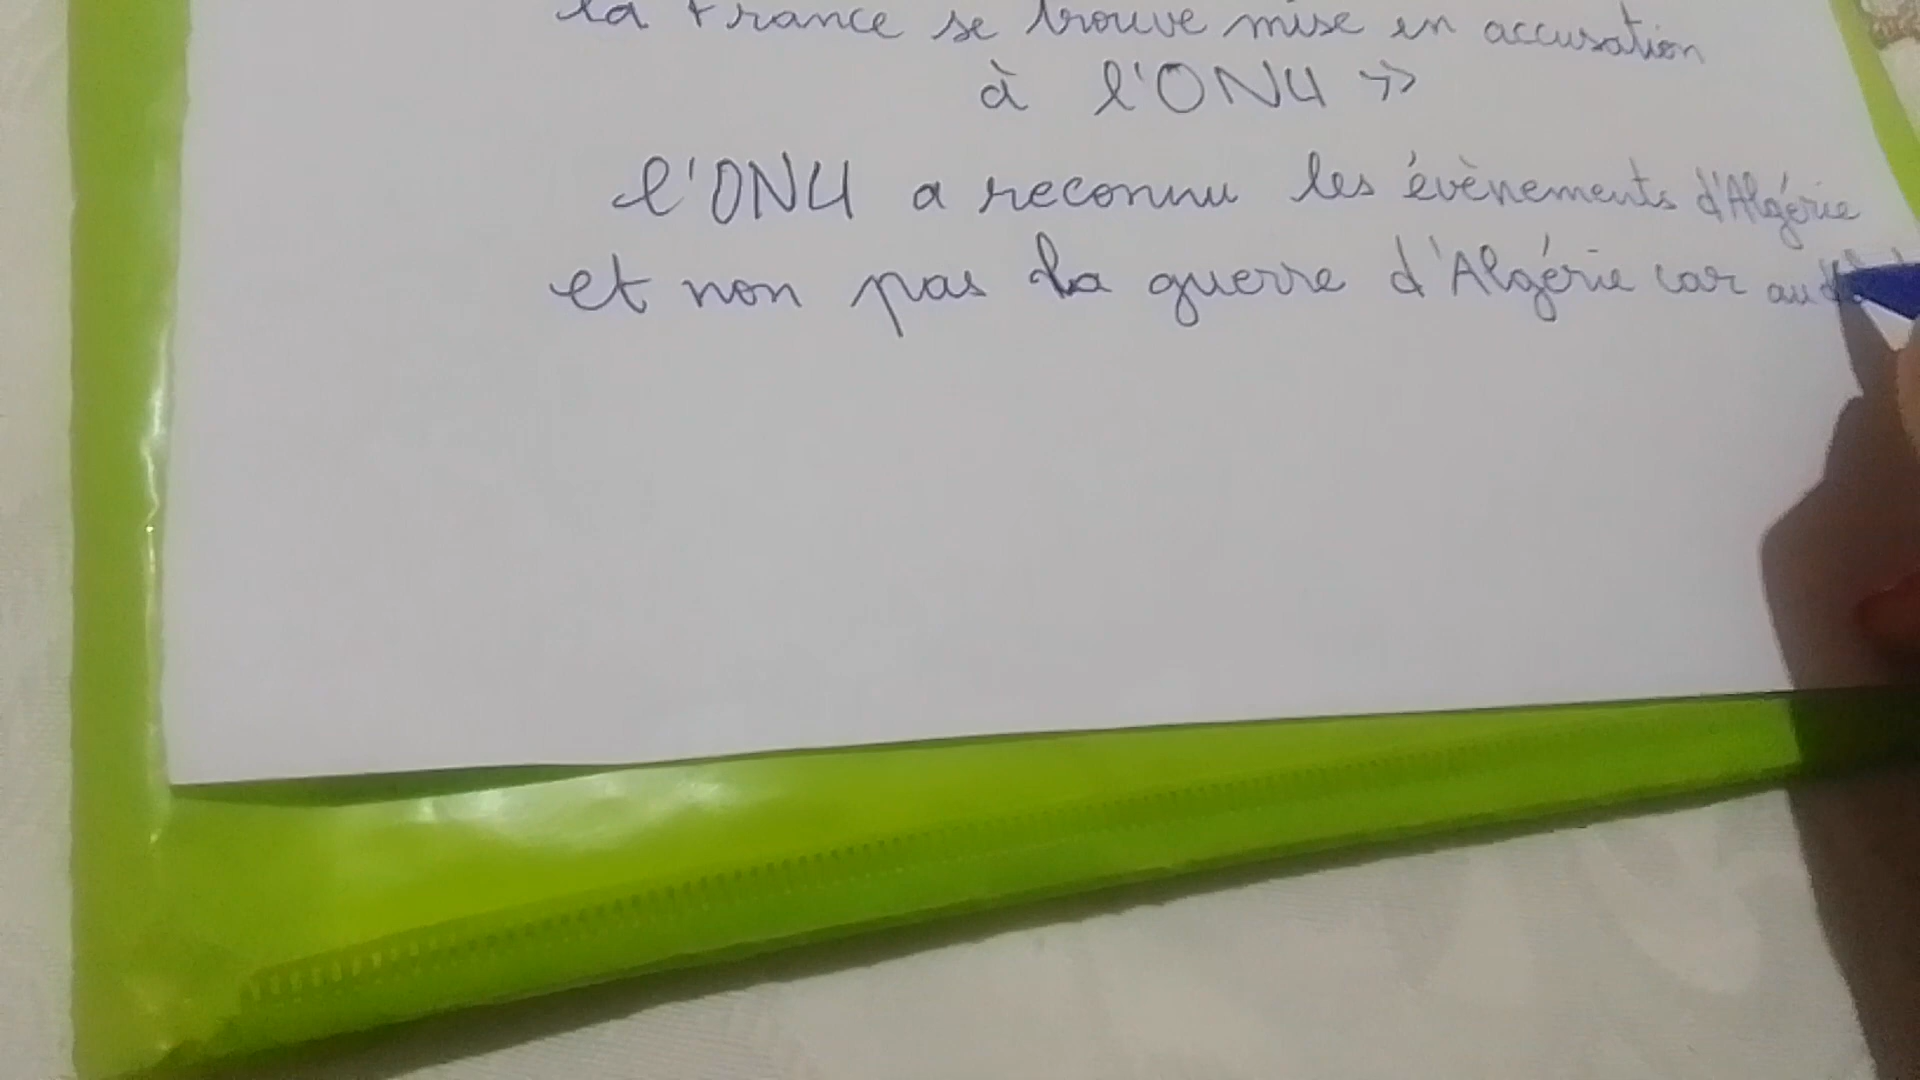 la France se trouve mise en accusation
à l'ONU >>
l'ONU a reconnu les évènements d'Algérie
et non pas la guerre d'Algérie car au